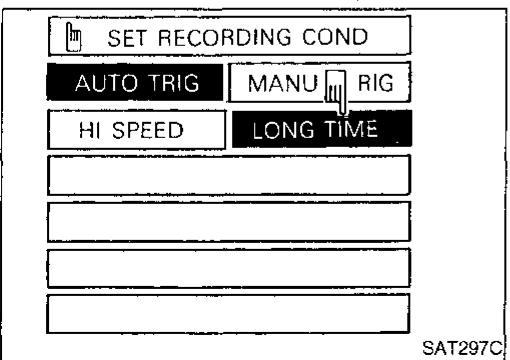 SET RECORDING COND
AUTO TRIG MANU RIG
HI SPEED LONG TIME
SAT297C